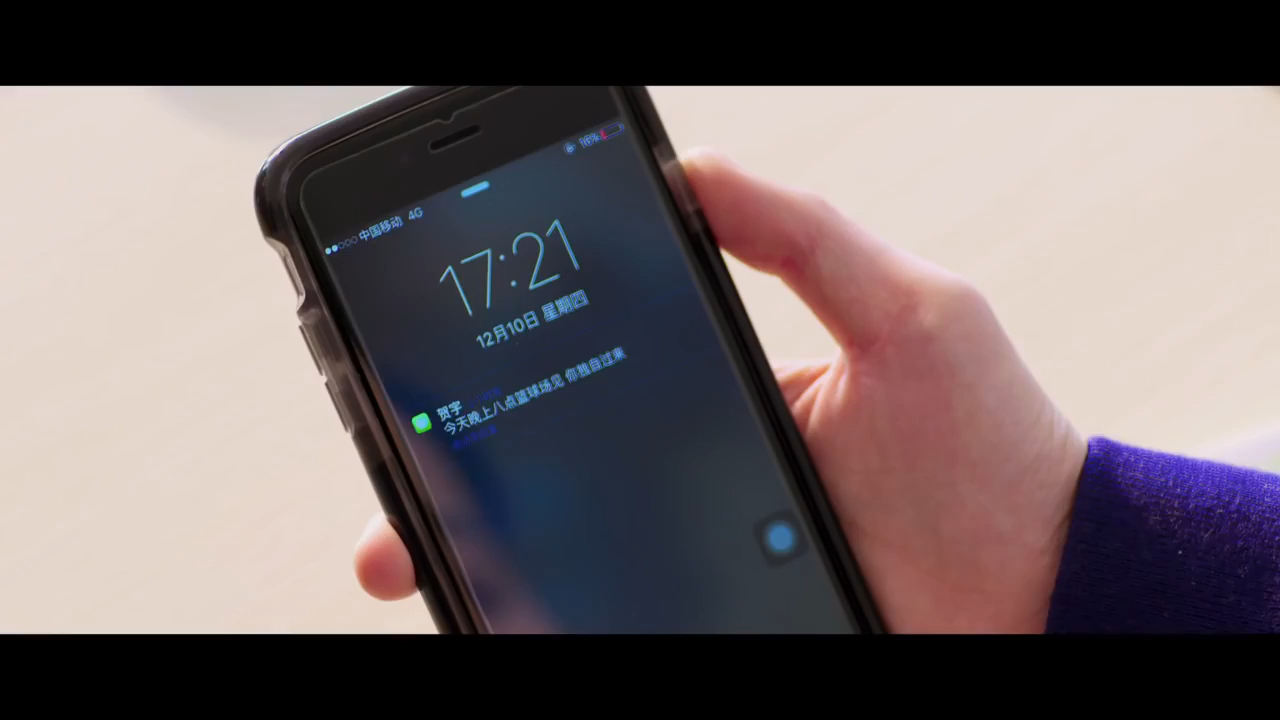 中国移动 4G
17:21
12月10日 星期四
贺宇
今天晚上八点篮球场见 你独自过来